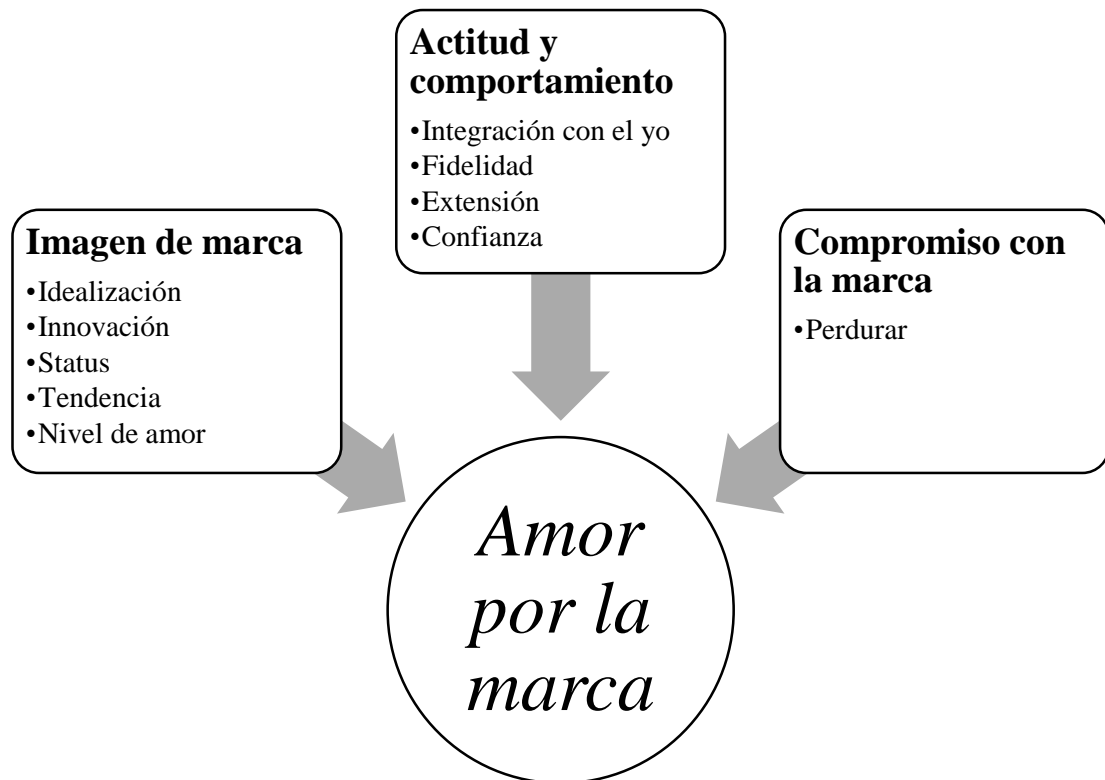 Actitud y
comportamiento
•Integración con el yo
•Fidelidad
•Extensión
•Confianza
Imagen de marca
•Idealización
•Innovación
•Status
•Tendencia
•Nivel de amor
Compromiso con
la marca
•Perdurar
Amor
por la
marca